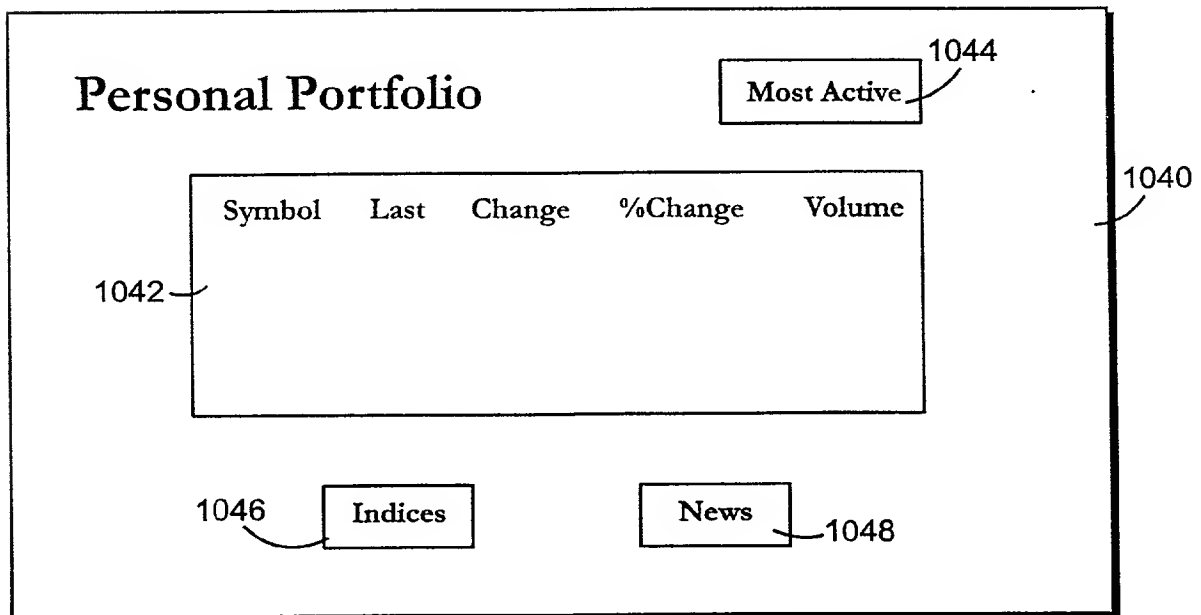 1044
Personal Portfolio
Most Active
1040
Symbol Last Change %Change Volume
1042
1046
Indices
News
1048